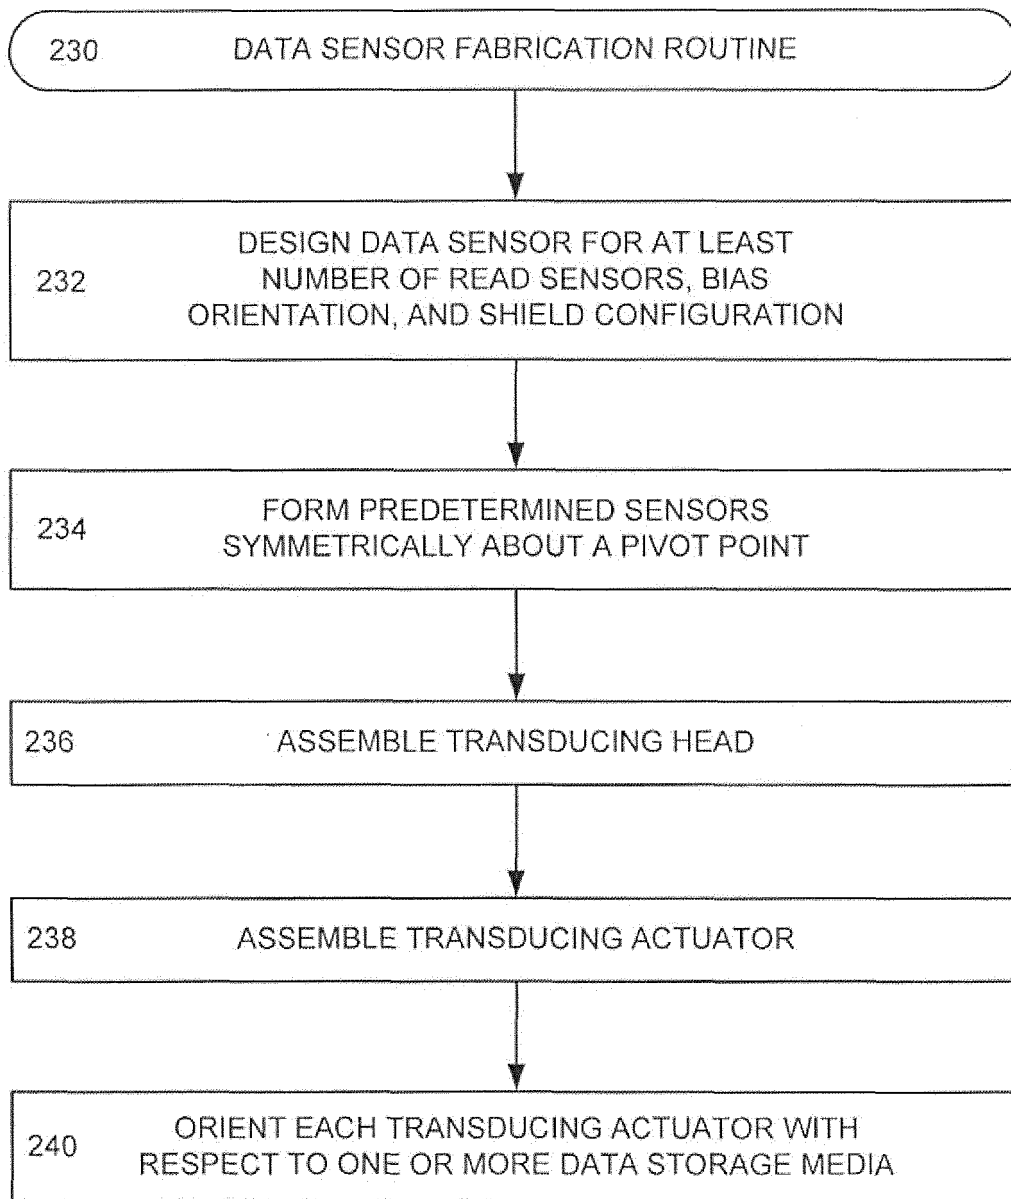 230 DATA SENSOR FABRICATION ROUTINE
DESIGN DATA SENSOR FOR AT LEAST
232 NUMBER OF READ SENSORS, BIAS
ORIENTATION, AND SHIELD CONFIGURATION
FORM PREDETERMINED SENSORS
234 SYMMETRICALLY ABOUT A PIVOT POINT
236 ASSEMBLE TRANSDUCING HEAD
238 ASSEMBLE TRANSDUCING ACTUATOR
ORIENT EACH TRANSDUCING ACTUATOR WITH
240 RESPECT TO ONE OR MORE DATA STORAGE MEDIA